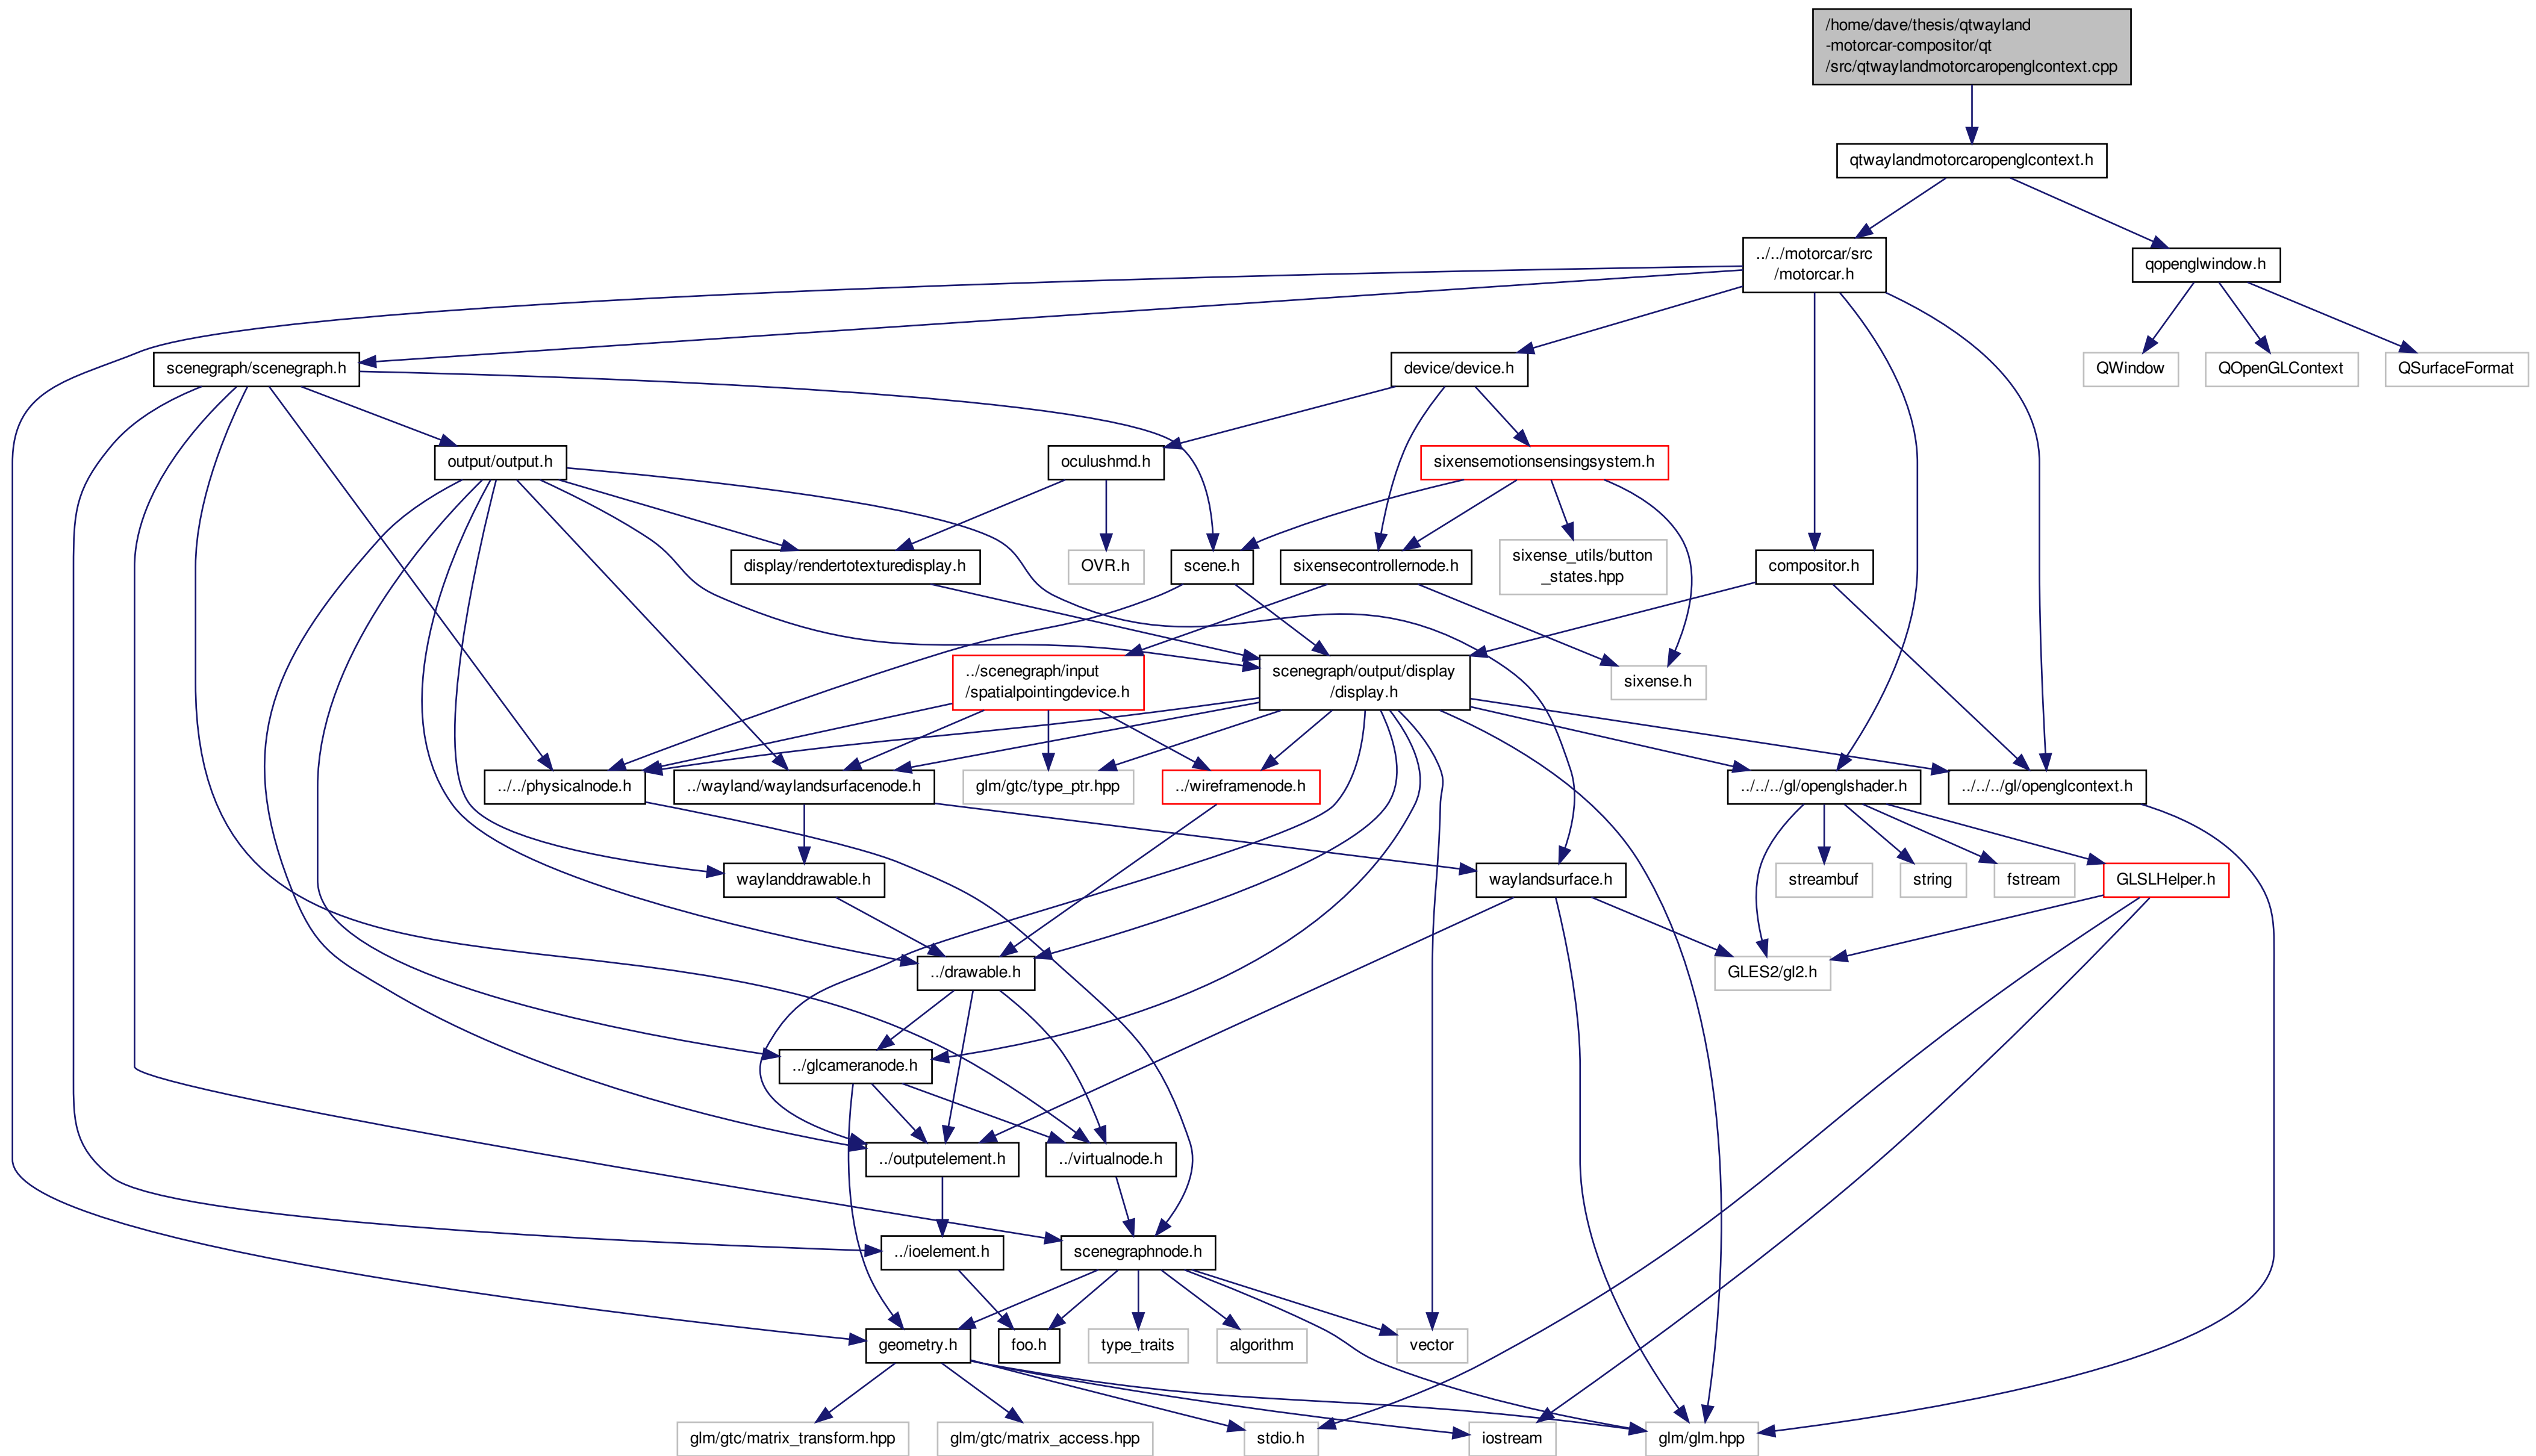 /home/dave/thesis/qtwayland
-motorcar-compositor/qt
/src/qtwaylandmotorcaropenglcontext.cpp
qtwaylandmotorcaropenglcontext.h
../../motorcar/src
/motorcar.h
qopenglwindow.h
scenegraph/scenegraph.h
device/device.h
QWindow
QOpenGLContext
QSurfaceFormat
output/output.h
oculushmd.h
sixensemotionsensingsystem.h
display/rendertotexturedisplay.h
OVR.h
scene.h
sixensecontrollernode.h
sixense_utils/button
_states.hpp
compositor.h
../scenegraph/input
/spatialpointingdevice.h
scenegraph/output/display
/display.h
sixense.h
../../physicalnode.h
../wayland/waylandsurfacenode.h
glm/gtc/type_ptr.hpp
../wireframenode.h
../../../gl/openglshader.h
../../../gl/openglcontext.h
waylanddrawable.h
waylandsurface.h
streambuf
string
fstream
GLSLHelper.h
../drawable.h
GLES2/gl2.h
../glcameranode.h
../outputelement.h
../virtualnode.h
../ioelement.h
scenegraphnode.h
geometry.h
foo.h
type_traits
algorithm
vector
glm/gtc/matrix_transform.hpp
glm/gtc/matrix_access.hpp
stdio.h
iostream
glm/glm.hpp